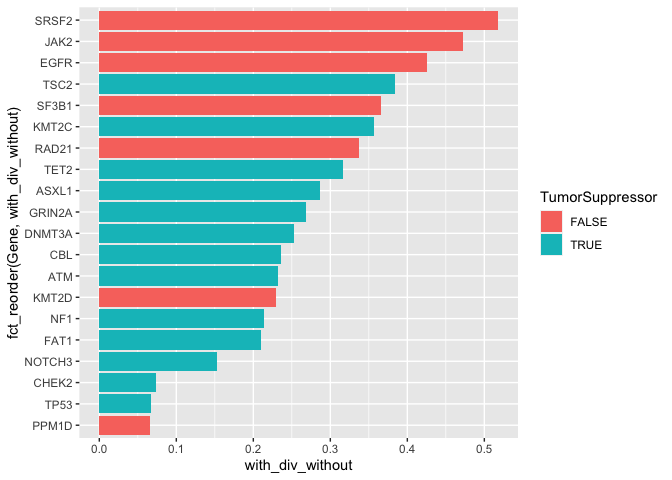 SRSF2
JAK2
EGFR
TSC2
SF3B1
KMT2C
RAD21
TET2
ASXL1
GRIN2A
DNMT3A
CBL
ATM
KMT2D
NF1
FAT1
NOTCH3
CHEK2
TP53
PPM1D
fct_reorder(Gene, with_div_without)
0.0 0.1 0.2 0.3 0.4 0.5
with_div_without
TumorSuppressor
FALSE
TRUE